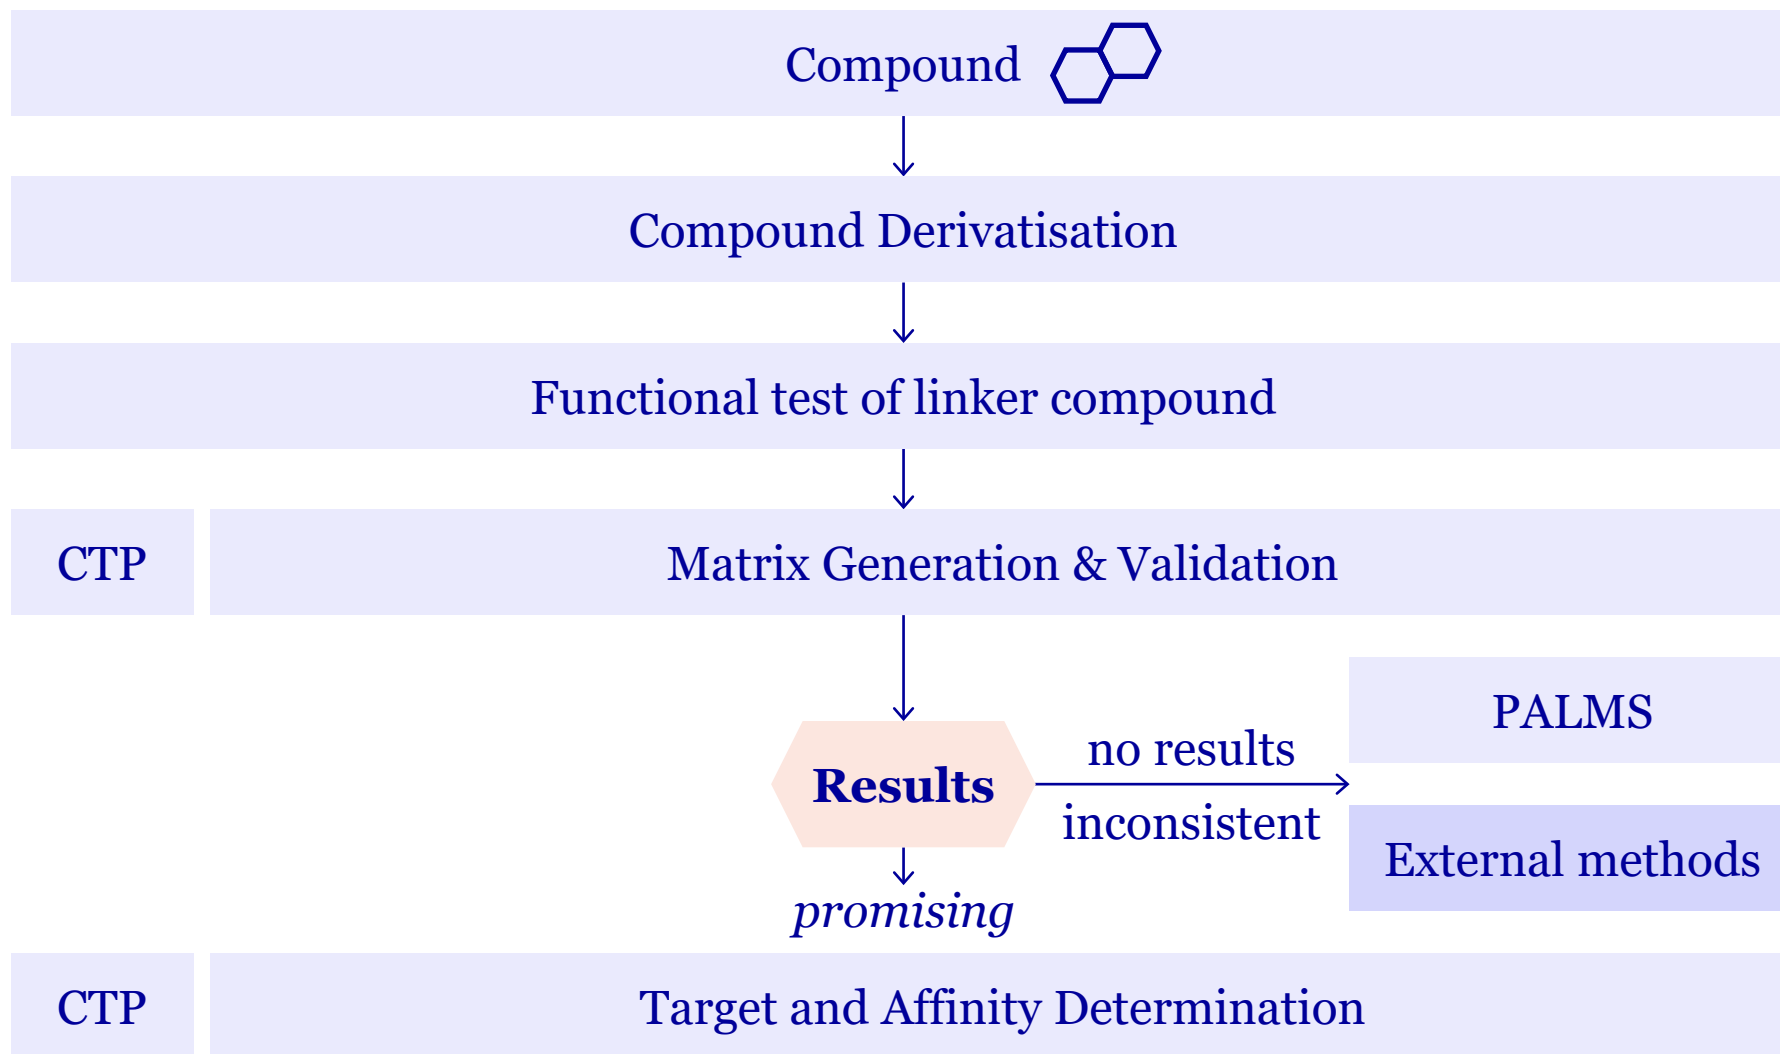 Compound
Compound Derivatisation
Functional test of linker compound
CTP
Matrix Generation & Validation
PALMS
no results
Results
inconsistent
External methods
promising
CTP
Target and Affinity Determination